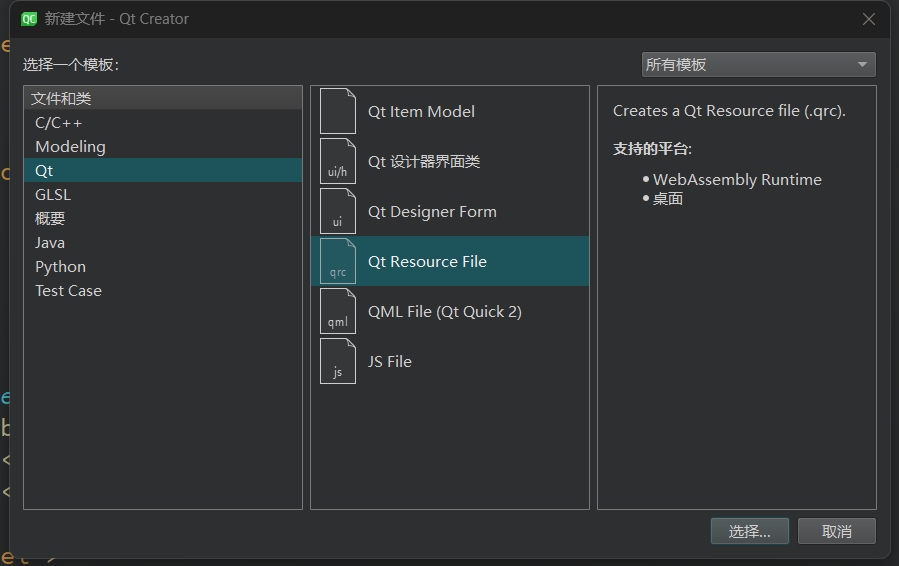 QC 新建文件 - Qt Creator
选择一个模板:
所有模板
文件和类
C/C++
Modeling
Qt
GLSL
概要
Java
Python
Test Case
Qt Item Model
ui/h
Qt 设计器界面类
ui
Qt Designer Form
qrc
Qt Resource File
qml
QML File (Qt Quick 2)
js
JS File
Creates a Qt Resource file (.qrc).
支持的平台:
• WebAssembly Runtime
• 桌面
选择...
取消